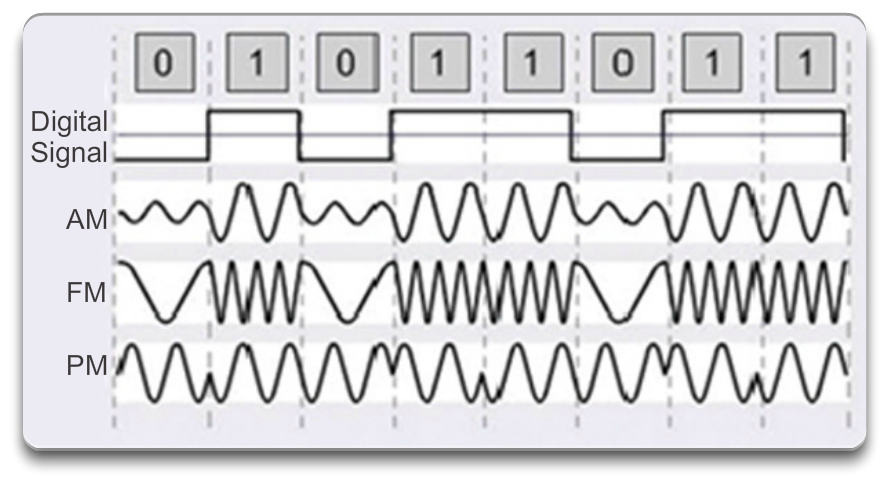 0 1 0 1 1 0 1 1
Digital
Signal
AM
FM
PM